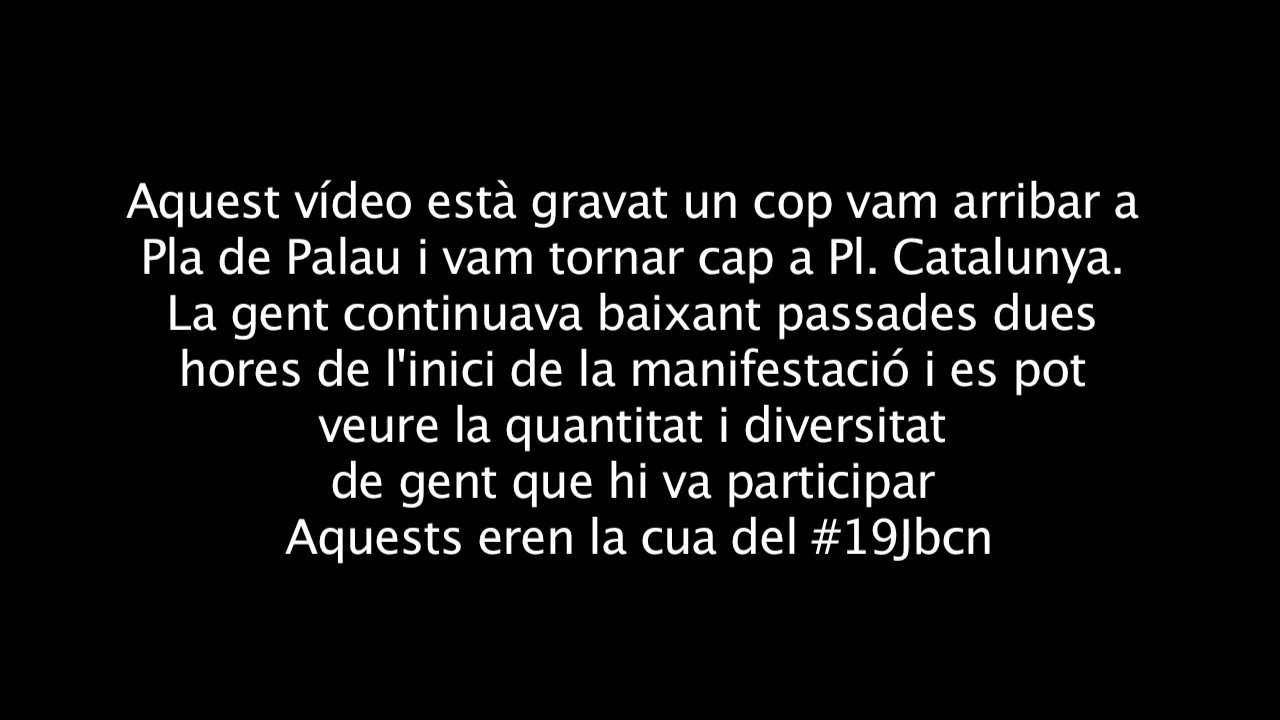 Aquest vídeo està gravat un cop vam arribar a
Pla de Palau i vam tornar cap a Pl. Catalunya.
La gent continuava baixant passades dues
hores de l'inici de la manifestació i es pot
veure la quantitat i diversitat
de gent que hi va participar
Aquests eren la cua del #19Jbcn